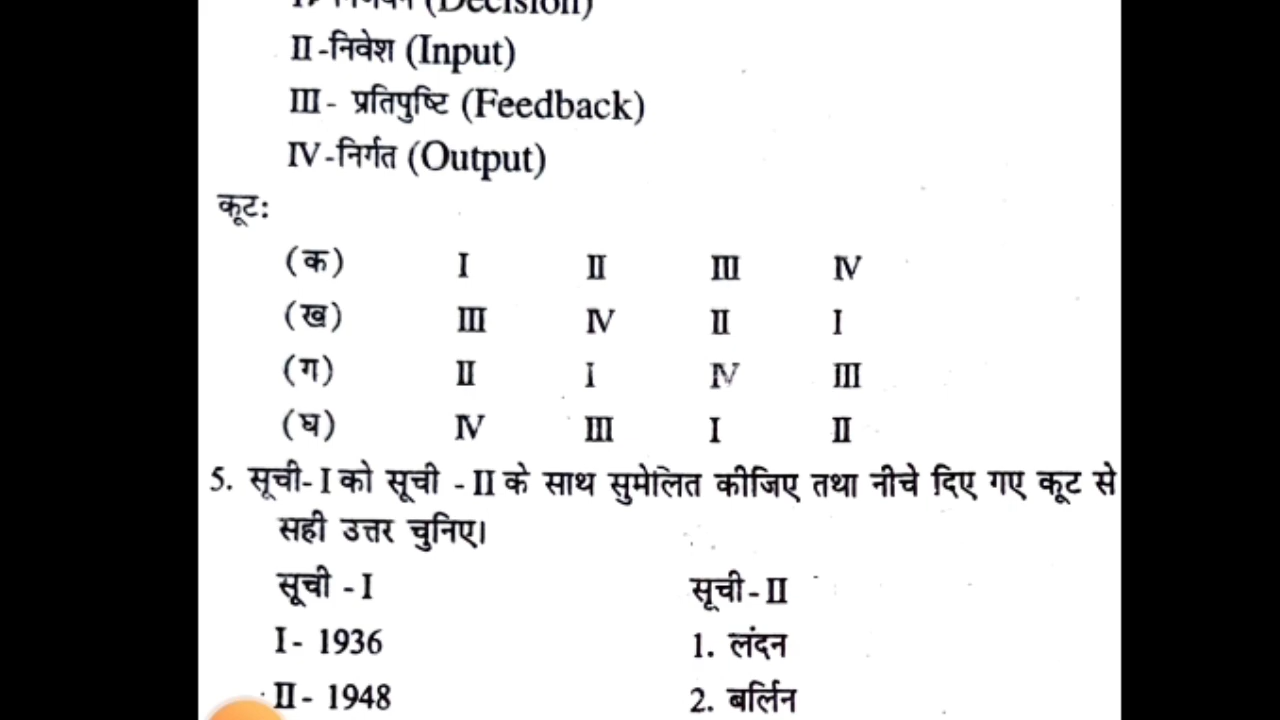 (Decision)
II -निवेश (Input)
III - प्रतिपुष्टि (Feedback)
IV -निर्गत (Output)
कूट:
(क) I II III IV
(ख) III IV II I
(ग) II I IV III
(घ) IV III I II
5. सूची- I को सूची - II के साथ सुमेलित कीजिए तथा नीचे दिए गए कूट से
सही उत्तर चुनिए।
सूची - I सूची - II
I - 1936 1. लंदन
II - 1948 2. बर्लिन